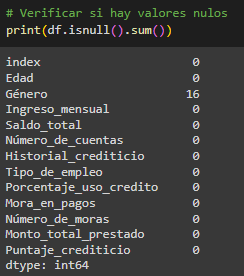 # Verificar si hay valores nulos
print(df.isnull().sum())
index 0
Edad 0
Género 16
Ingreso_mensual 0
Saldo_total 0
Número_de_cuentas 0
Historial_crediticio 0
Tipo_de_empleo 0
Porcentaje_uso_credito 0
Mora_en_pagos 0
Número_de_moras 0
Monto_total_prestado 0
Puntaje_crediticio 0
dtype: int64